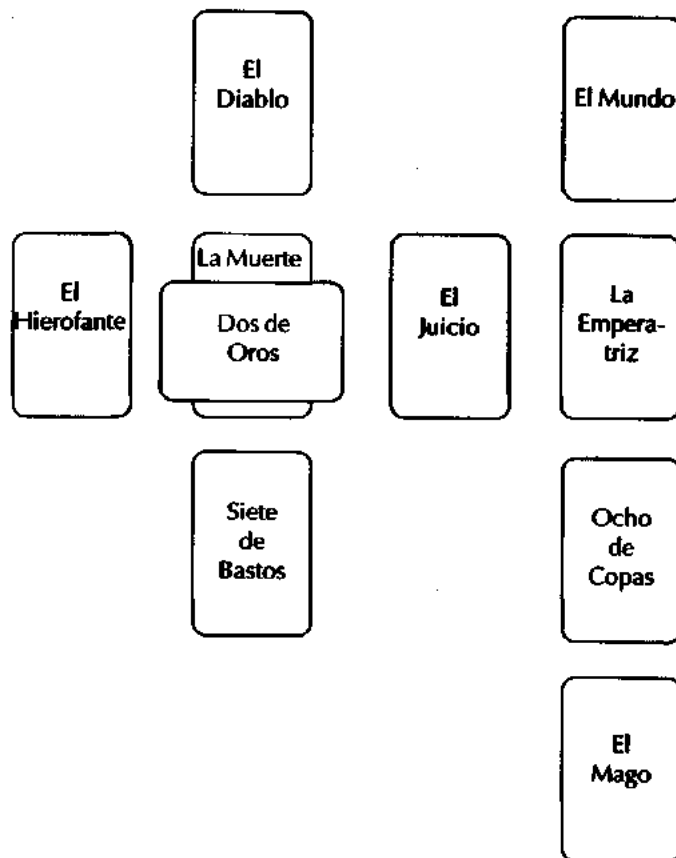 El
Diablo
El Mundo
La Muerte
El
Hierofante
Dos de
Oros
El
Juicio
La
Empera-
triz
Siete
de
Bastos
Ocho
de
Copas
El
Mago